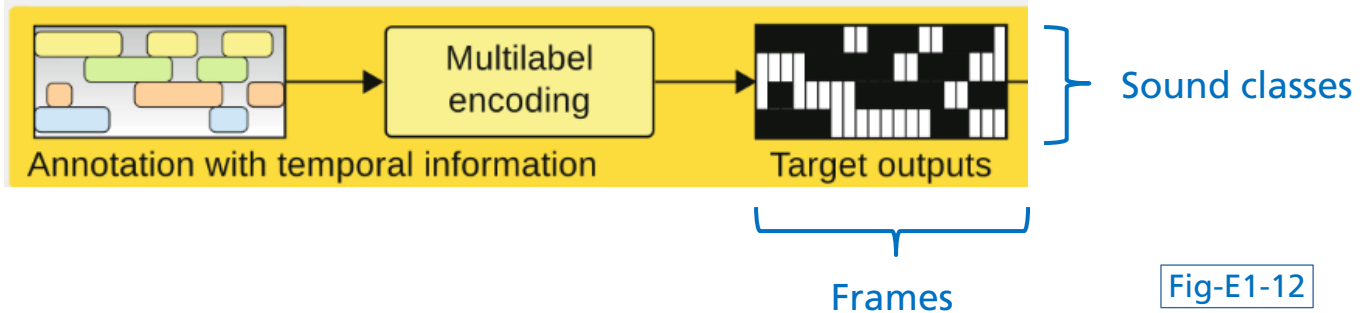 Multilabel
encoding
Sound classes
Annotation with temporal information
Target outputs
Frames
Fig-E1-12